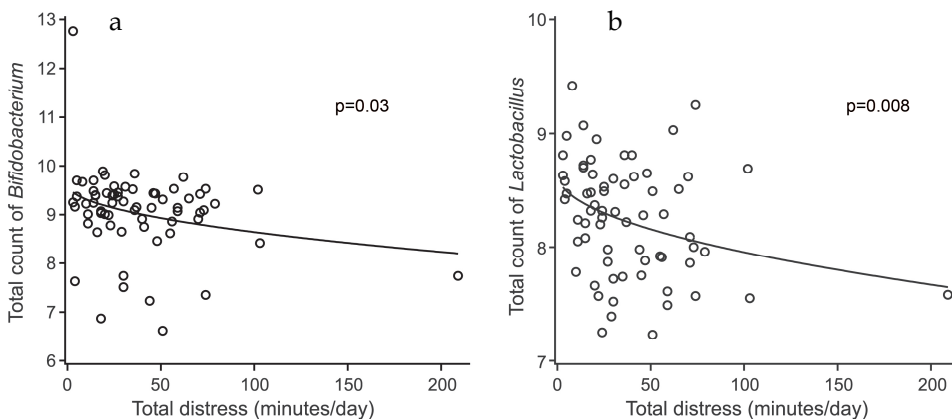 a
Total count of Bifidobacterium
13
12
11
10
9
8
7
6
p=0.03
0
50
100
150
200
Total distress (minutes/day)
b
Total count of Lactobacillus
10
9
8
7
p=0.008
0
50
100
150
200
Total distress (minutes/day)